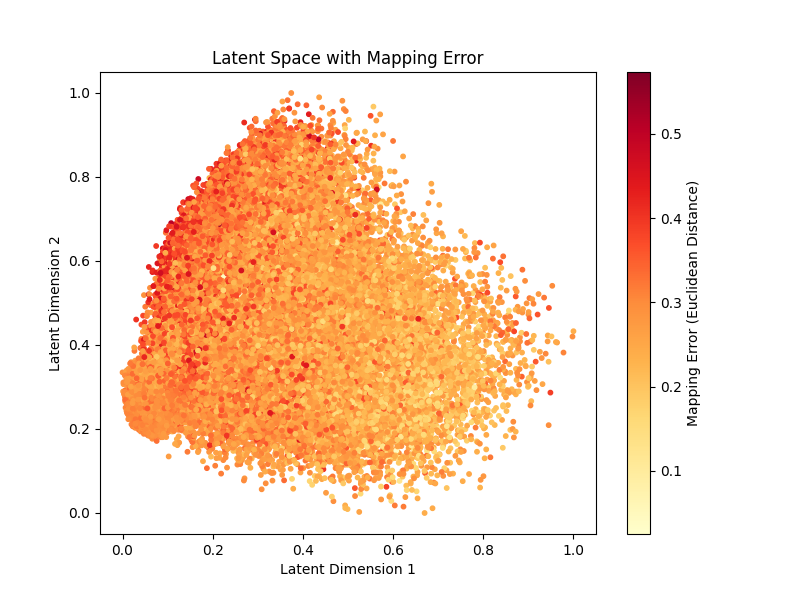 Latent Space with Mapping Error
1.0
0.8
0.6
0.4
0.2
0.0
Latent Dimension 2
0.0 0.2 0.4 0.6 0.8 1.0
Latent Dimension 1
0.5
0.4
0.3
0.2
0.1
Mapping Error (Euclidean Distance)